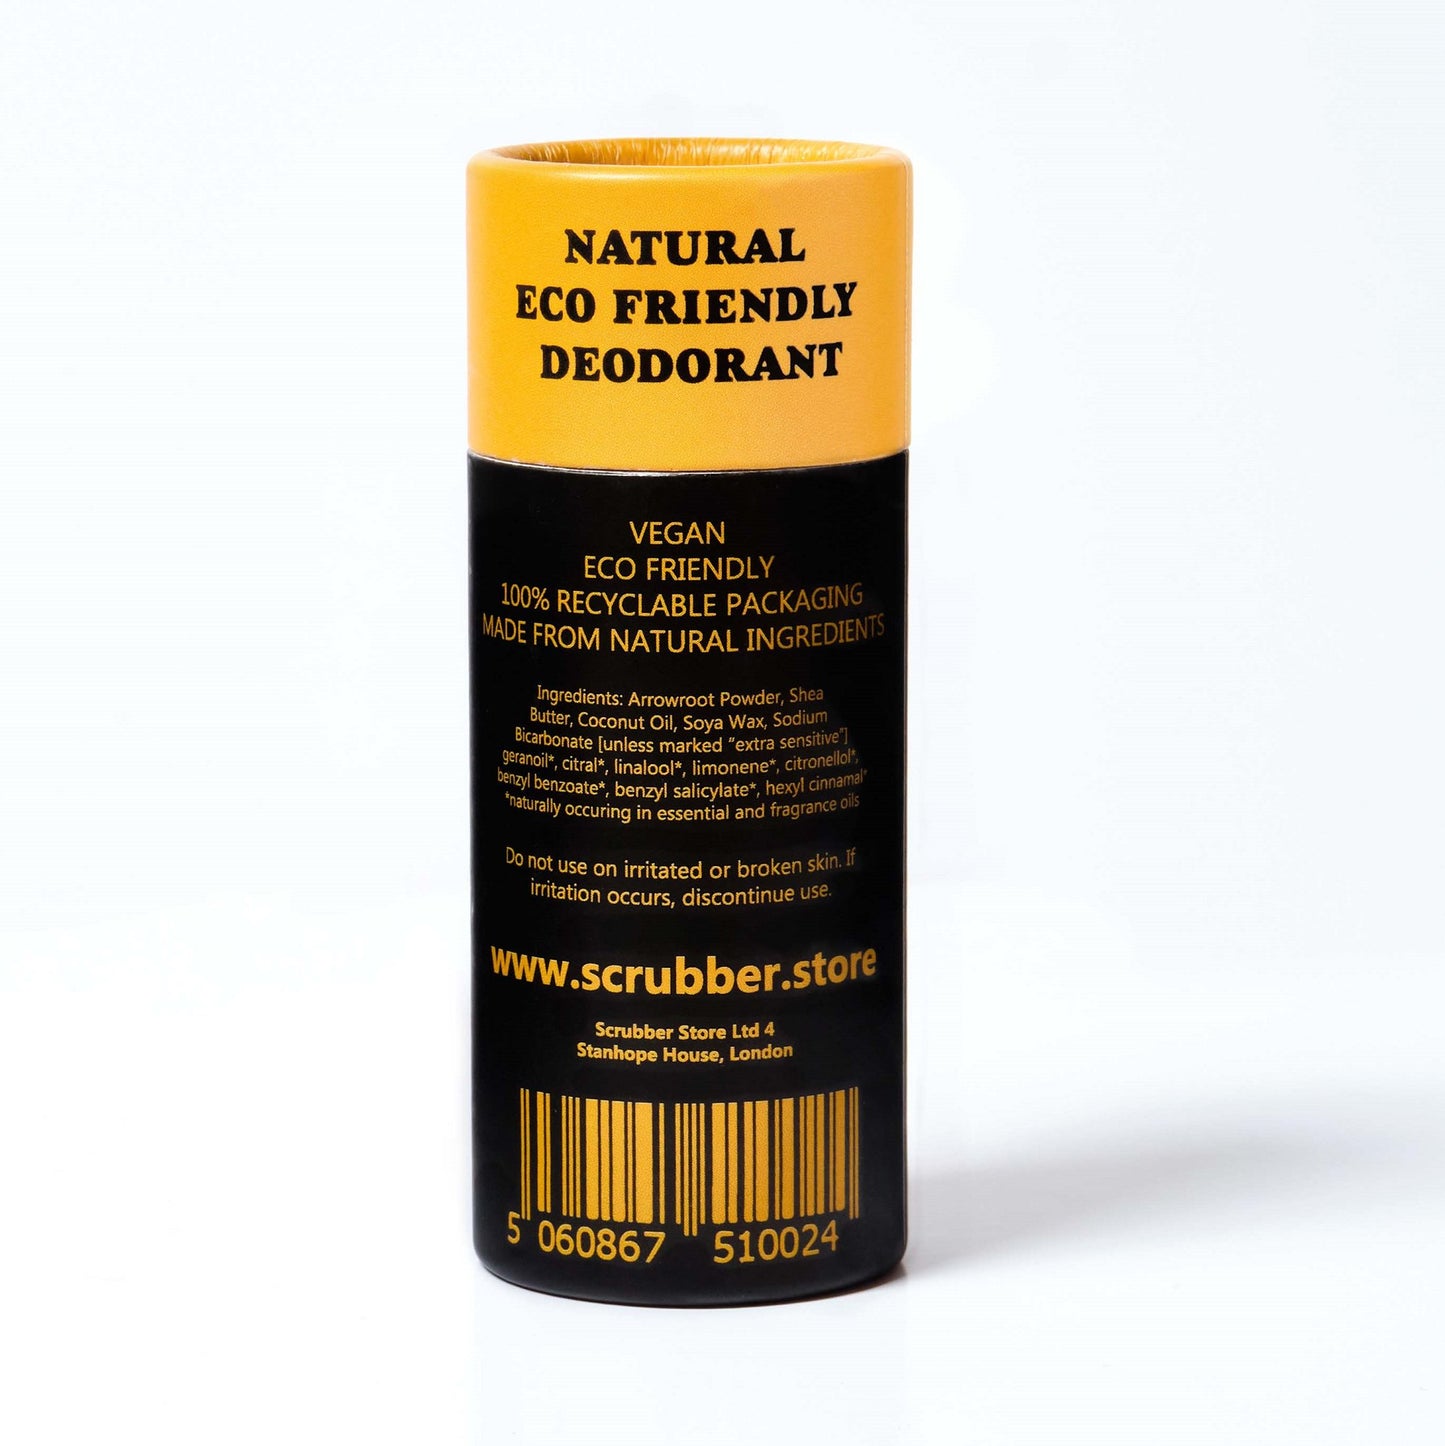 NATURAL
ECO FRIENDLY
DEODORANT
VEGAN
ECO FRIENDLY
100% RECYCLABLE PACKAGING
MADE FROM NATURAL INGREDIENTS
Ingredients: Arrowroot Powder, Shea
Butter, Coconut Oil, Soya Wax, Sodium
Bicarbonate [unless marked "extra sensitive"]
geranoil*, citral*, linalool*, limonene*, citronellol*,
benzyl benzoate*, benzyl salicylate*, hexyl cinnamal*
*naturally occuring in essential and fragrance oils
Do not use on irritated or broken skin. If
irritation occurs, discontinue use.
www.scrubber.store
Scrubber Store Ltd 4
Stanhope House, London
5 060867 510024